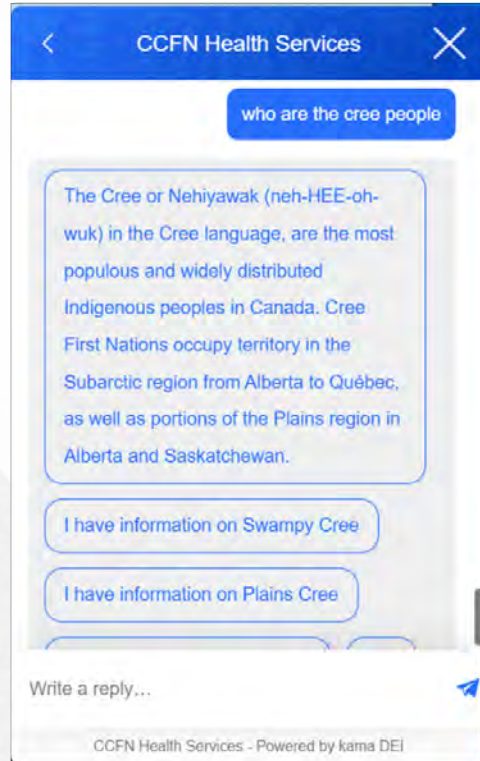 CCFN Health Services
who are the cree people
The Cree or Nehiyawak (neh-HEE-oh-
wuk) in the Cree language, are the most
populous and widely distributed
Indigenous peoples in Canada. Cree
First Nations occupy territory in the
Subarctic region from Alberta to Québec,
as well as portions of the Plains region in
Alberta and Saskatchewan.
I have information on Swampy Cree
I have information on Plains Cree
Write a reply...
CCFN Health Services - Powered by kama DEI